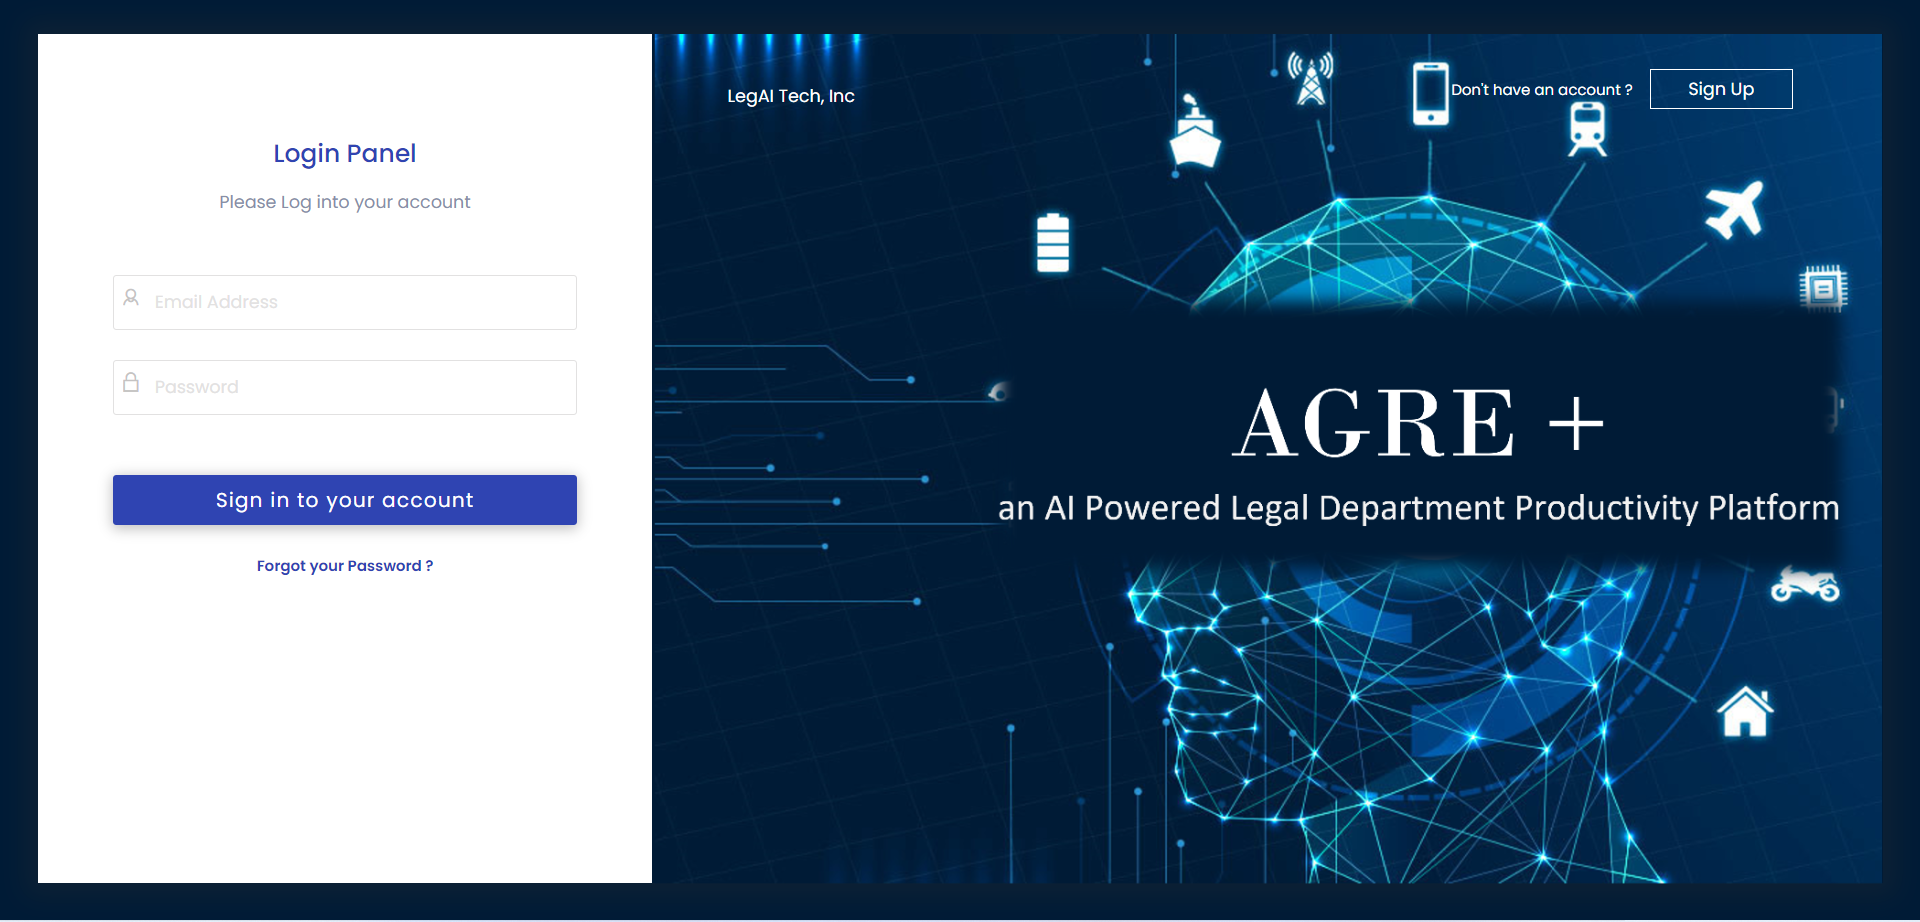 Login Panel
Please Log into your account
Email Address
Password
Sign in to your account
Forgot your Password ?
LegAI Tech, Inc
Don't have an account ?
Sign Up
AGRE +
an AI Powered Legal Department Productivity Platform